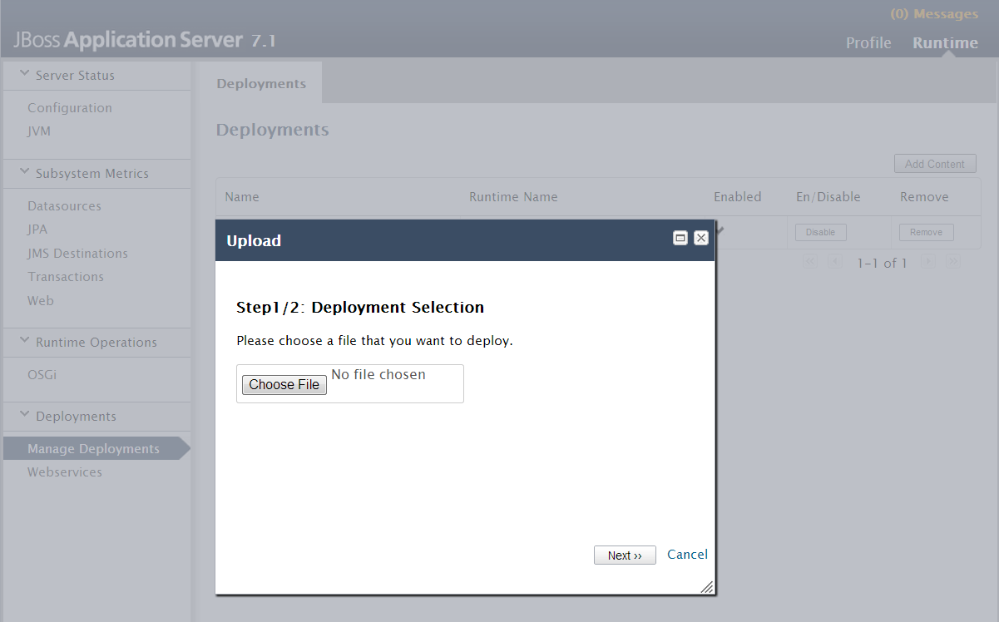 (0) Messages
JBoss Application Server 7.1
Profile Runtime
Server Status
Configuration
JVM
Subsystem Metrics
Datasources
JPA
JMS Destinations
Transactions
Web
Runtime Operations
OSGi
Deployments
Manage Deployments
Webservices
Deployments
Deployments
Add Content
Name Runtime Name Enabled En/Disable Remove
Disable Remove
1-1 of 1
Upload
Step1/2: Deployment Selection
Please choose a file that you want to deploy.
Choose File No file chosen
Next ›› Cancel